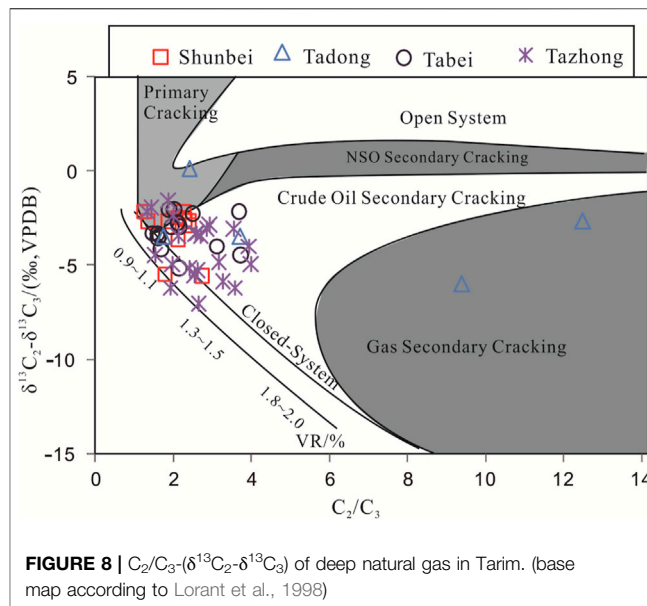 Shunbei Tadong Tabei Tazhong
5
Primary
Cracking
Open System
0
NSO Secondary Cracking
Crude Oil Secondary Cracking
δ¹³C₂-δ¹³C₃/(‰,VPDB)
-5
0.9~1.1
Closed-System
Gas Secondary Cracking
1.3~1.5
-10
1.8~2.0
VR/%
-15
0 2 4 6 8 10 12 14
C₂/C₃
FIGURE 8 | C₂/C₃-(δ¹³C₂-δ¹³C₃) of deep natural gas in Tarim. (base
map according to Lorant et al., 1998)